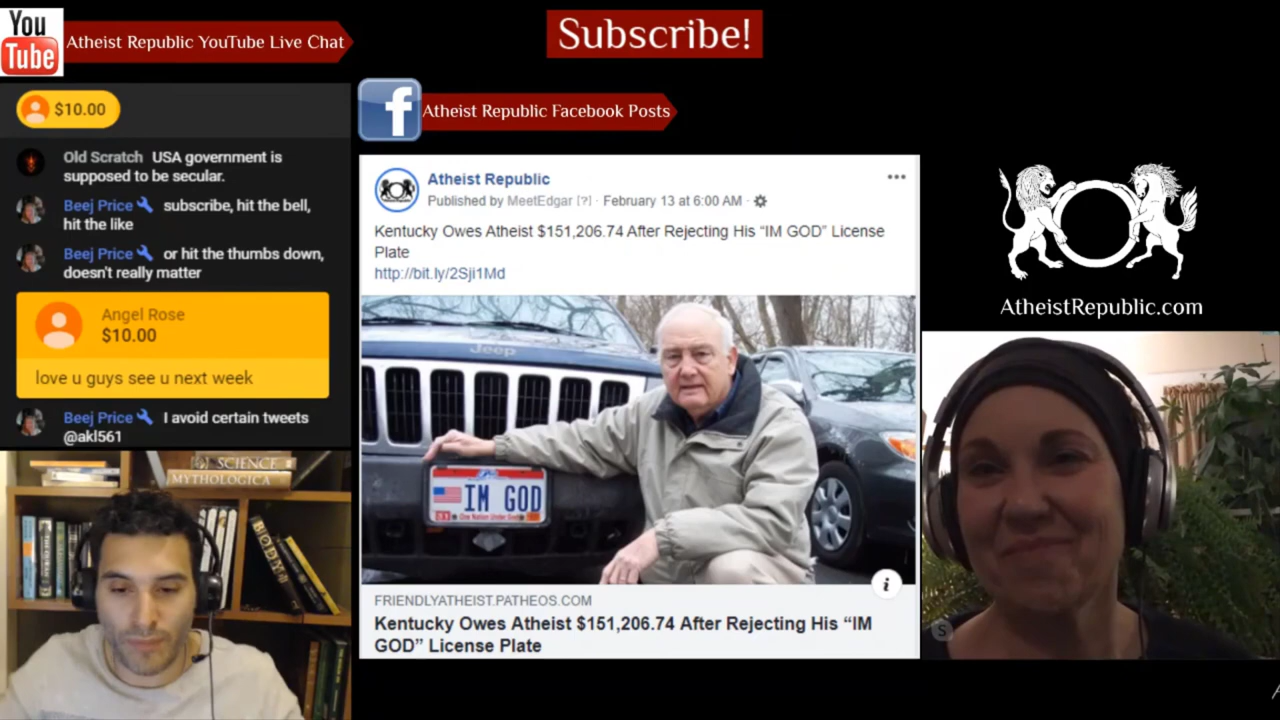 You
Tube
Atheist Republic YouTube Live Chat
Subscribe!
$10.00
Old Scratch USA government is
supposed to be secular.
Beej Price subscribe, hit the bell,
hit the like
Beej Price or hit the thumbs down,
doesn't really matter
Angel Rose
$10.00
love u guys see u next week
Beej Price I avoid certain tweets
@akl561
f
Atheist Republic Facebook Posts
Atheist Republic
Published by MeetEdgar [?] · February 13 at 6:00 AM ·
Kentucky Owes Atheist $151,206.74 After Rejecting His “IM GOD” License
Plate
http://bit.ly/2Sji1Md
Jeep
IM GOD
One Nation Under God
i
FRIENDLYATHEIST.PATHEOS.COM
Kentucky Owes Atheist $151,206.74 After Rejecting His “IM
GOD” License Plate
AtheistRepublic.com
S
SCIENCE
MYTHOLOGICA